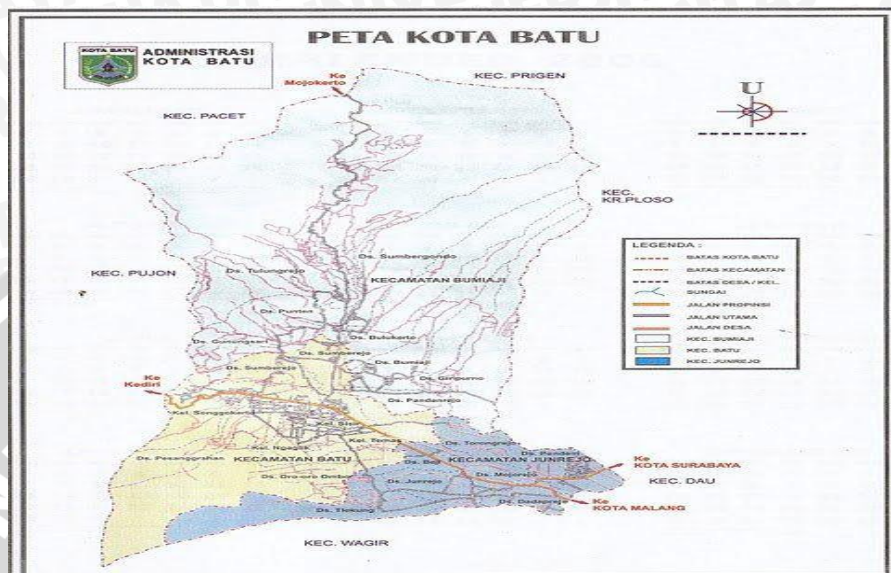 PETA KOTA BATU
KOTA BATU
ADMINISTRASI
KOTA BATU
Ke
Mojokerto
KEC. PRIGEN
KEC. PACET
U
KEC.
KR.PLOSO
KEC. PUJON
Ds. Sumbergondo
Ds. Tulungrejo
KECAMATAN BUMIAJI
Ds. Punten
Ds. Bulukerto
Ds. Gunungsari
Ds. Sumberejo
Ds. Bumiaji
Ds. Sumberejo
Ds. Giripurno
Ds. Pandanrejo
Ke
Kediri
Kel. Songgokerto
Kel. Sisir
Kel. Ngaglik
Kel. Temas
Ds. Pesanggrahan
KECAMATAN BATU
Ds. Torongrejo
Ds. Pendem
KECAMATAN JUNREJO
Ds. Beji
Ds. Oro-oro Ombo
Ds. Mojorejo
Ds. Junrejo
Ds. Dadaprejo
Ds. Tlekung
Ke
KOTA SURABAYA
KEC. DAU
Ke
KOTA MALANG
KEC. WAGIR
LEGENDA :
BATAS KOTA BATU
BATAS KECAMATAN
BATAS DESA / KEL.
SUNGAI
JALAN PROPINSI
JALAN UTAMA
JALAN DESA
KEC. BUMIAJI
KEC. BATU
KEC. JUNREJO